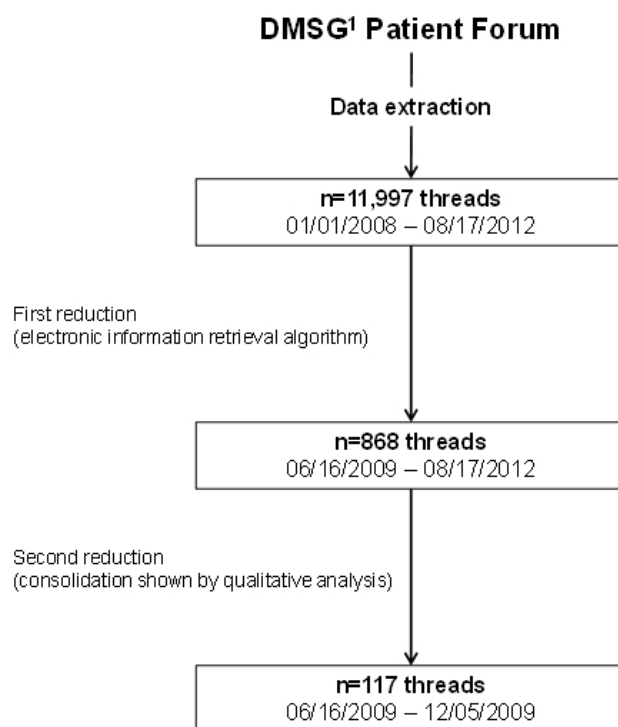 DMSG¹ Patient Forum
Data extraction
n=11,997 threads
01/01/2008 – 08/17/2012
First reduction
(electronic information retrieval algorithm)
n=868 threads
06/16/2009 – 08/17/2012
Second reduction
(consolidation shown by qualitative analysis)
n=117 threads
06/16/2009 – 12/05/2009